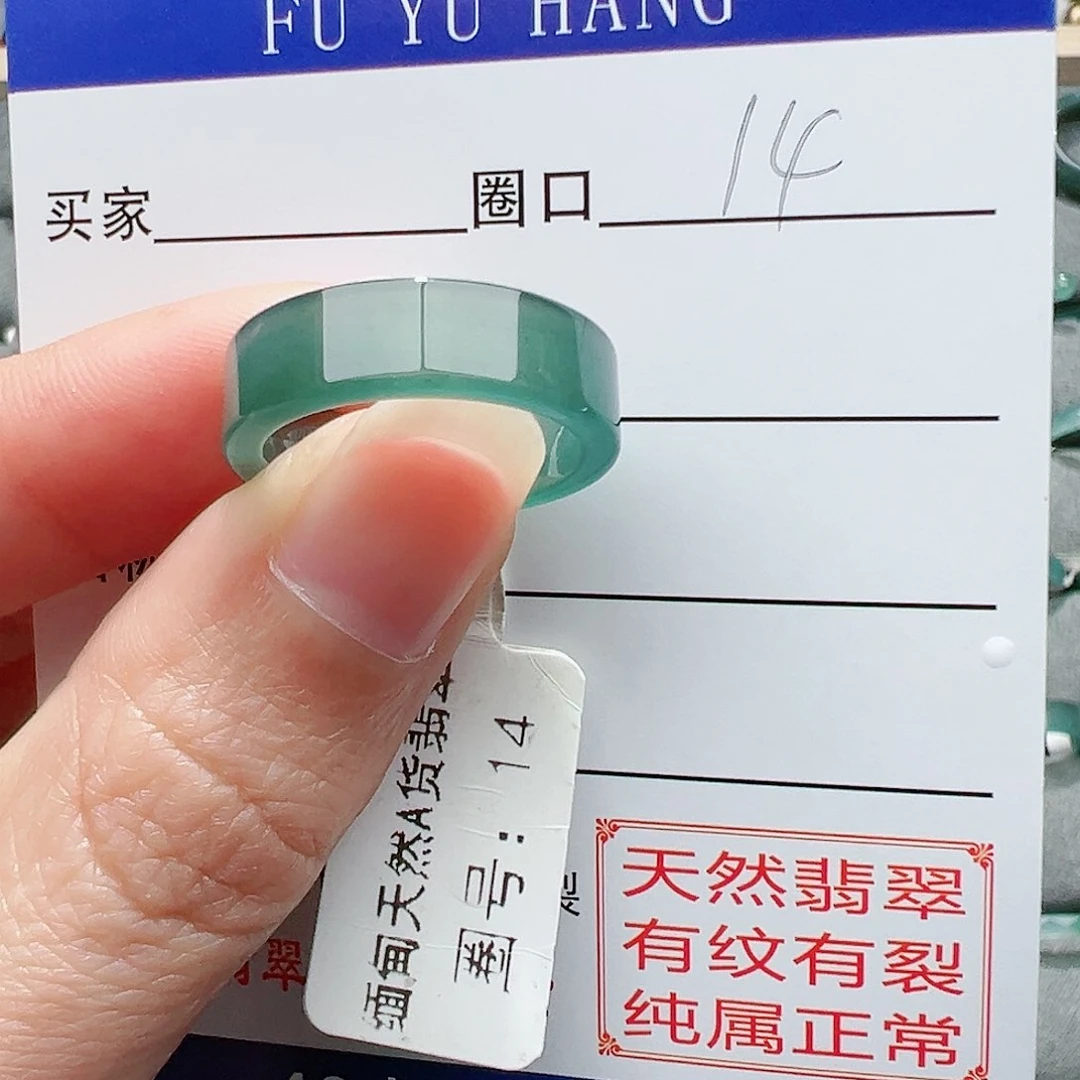 FU YU HANG
买家 圈口 14
缅甸天然A货翡翠
圈号: 14
天然翡翠
有纹有裂
纯属正常